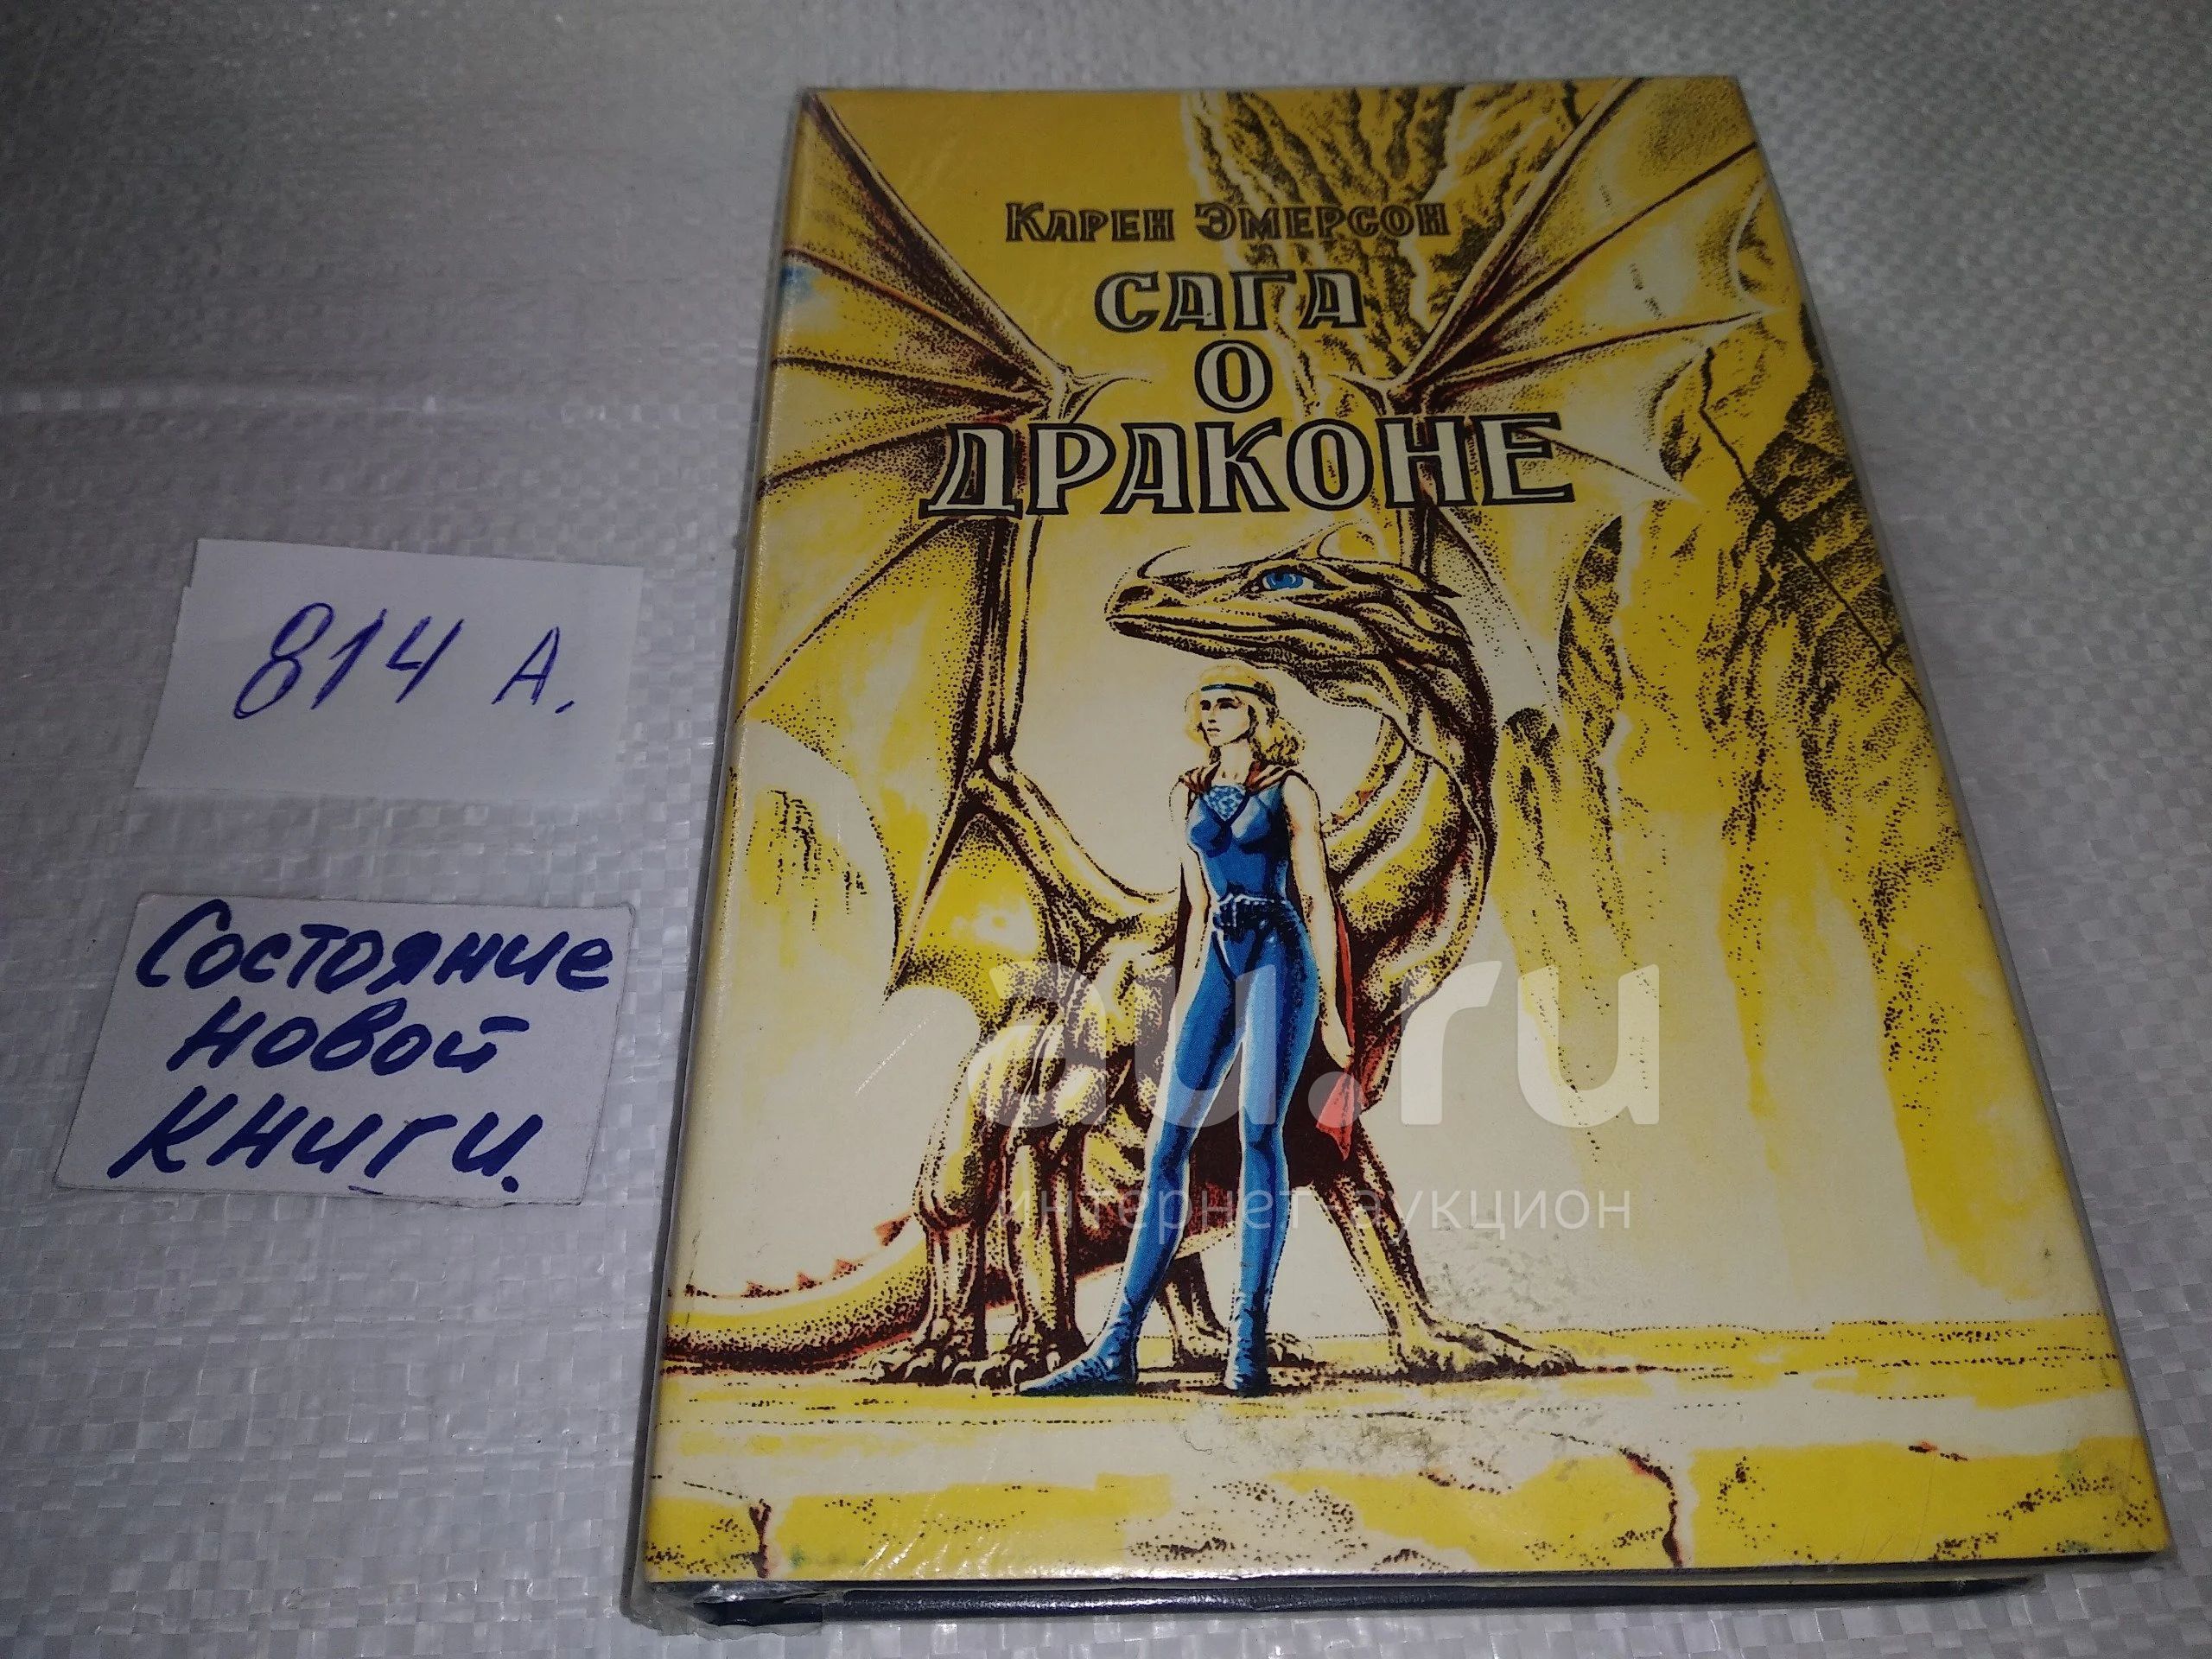 Карен Эмерсон
САГА
О
ДРАКОНЕ
814 А.
Состояние
новой
книги.
au.ru
интернет-аукцион